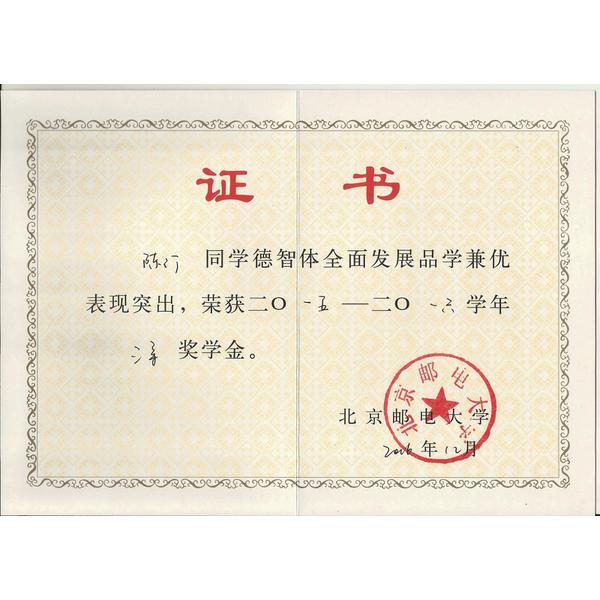 证书
陈 同学德智体全面发展品学兼优
表现突出，荣获二〇一五—二〇一六学年
等奖学金。
北京邮电大学
2016年12月
北京邮电大学